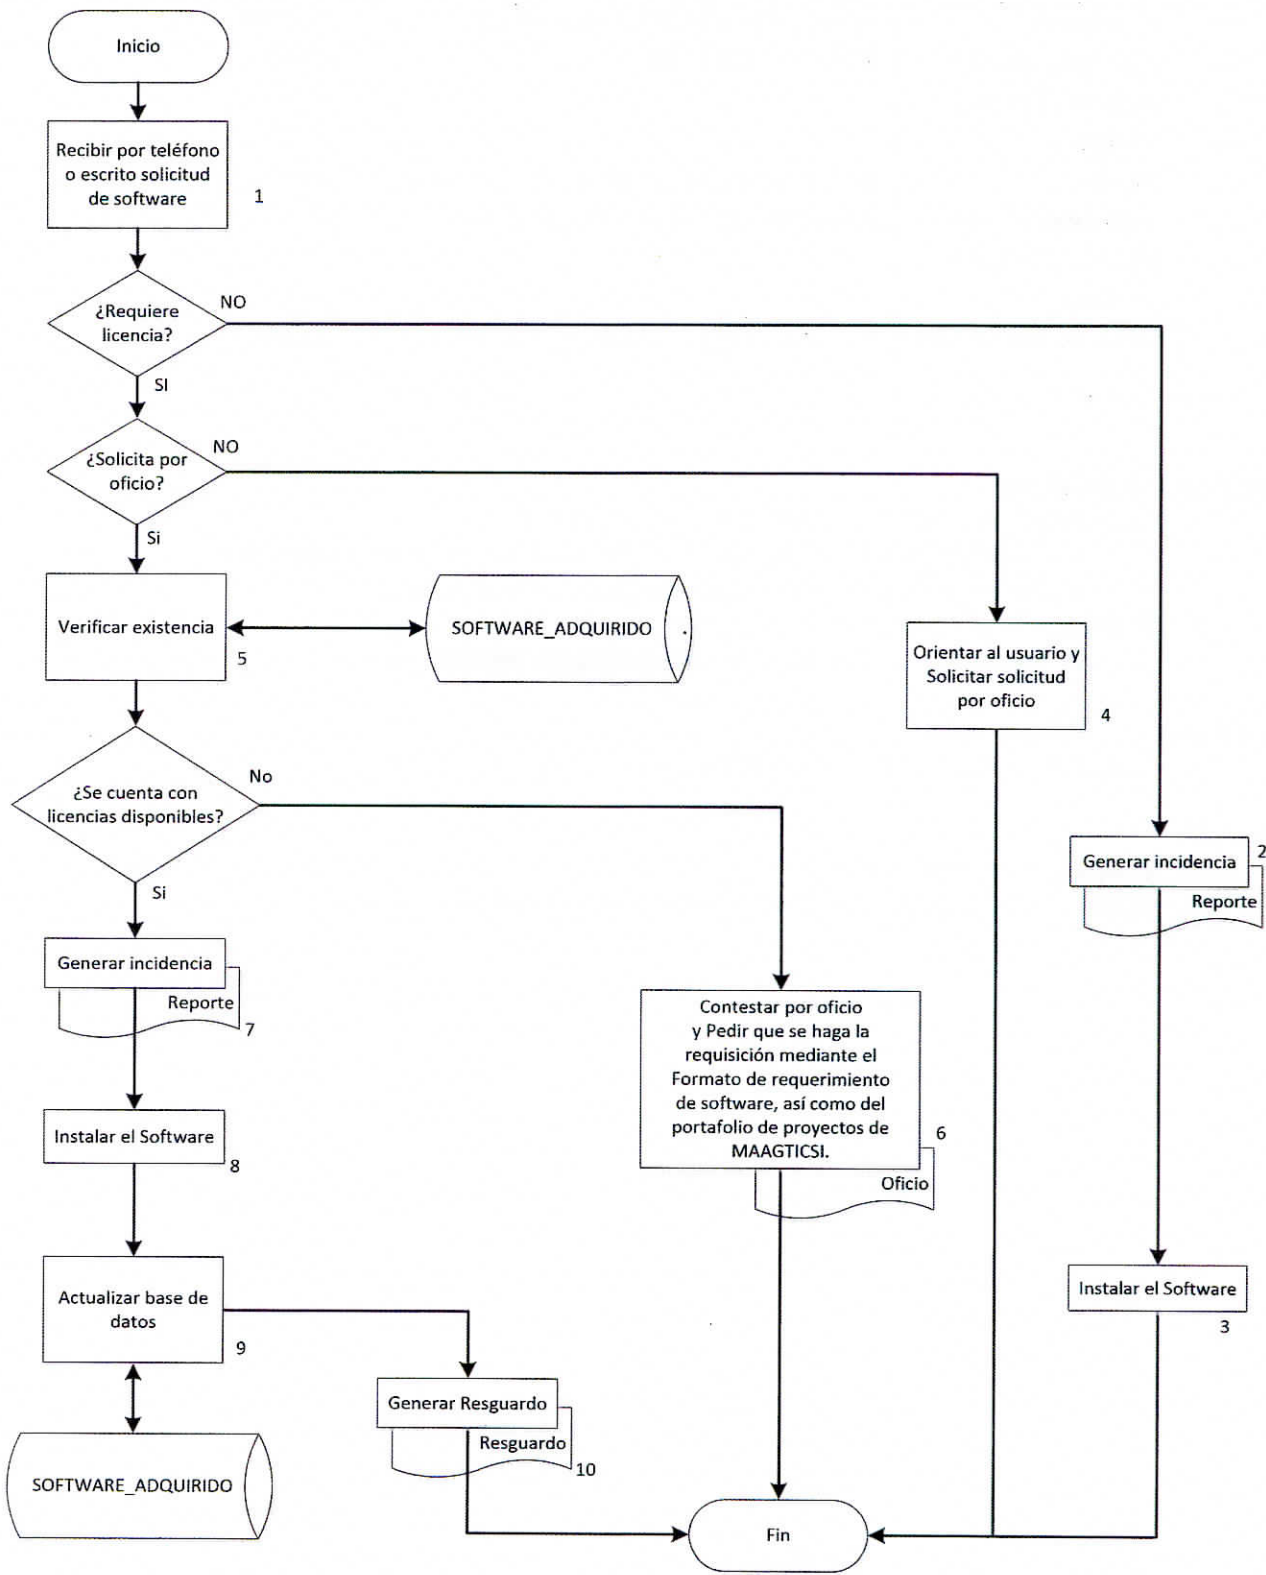 Inicio
Recibir por teléfono
o escrito solicitud
de software
1
¿Requiere
licencia?
NO
SI
¿Solicita por
oficio?
NO
Si
Verificar existencia
5
SOFTWARE_ADQUIRIDO
Orientar al usuario y
Solicitar solicitud
por oficio
4
¿Se cuenta con
licencias disponibles?
No
Si
Generar incidencia
2
Reporte
Generar incidencia
Reporte
7
Contestar por oficio
y Pedir que se haga la
requisición mediante el
Formato de requerimiento
de software, así como del
portafolio de proyectos de
MAAGTICSI.
6
Oficio
Instalar el Software
8
Instalar el Software
3
Actualizar base de
datos
9
Generar Resguardo
Resguardo
10
SOFTWARE_ADQUIRIDO
Fin